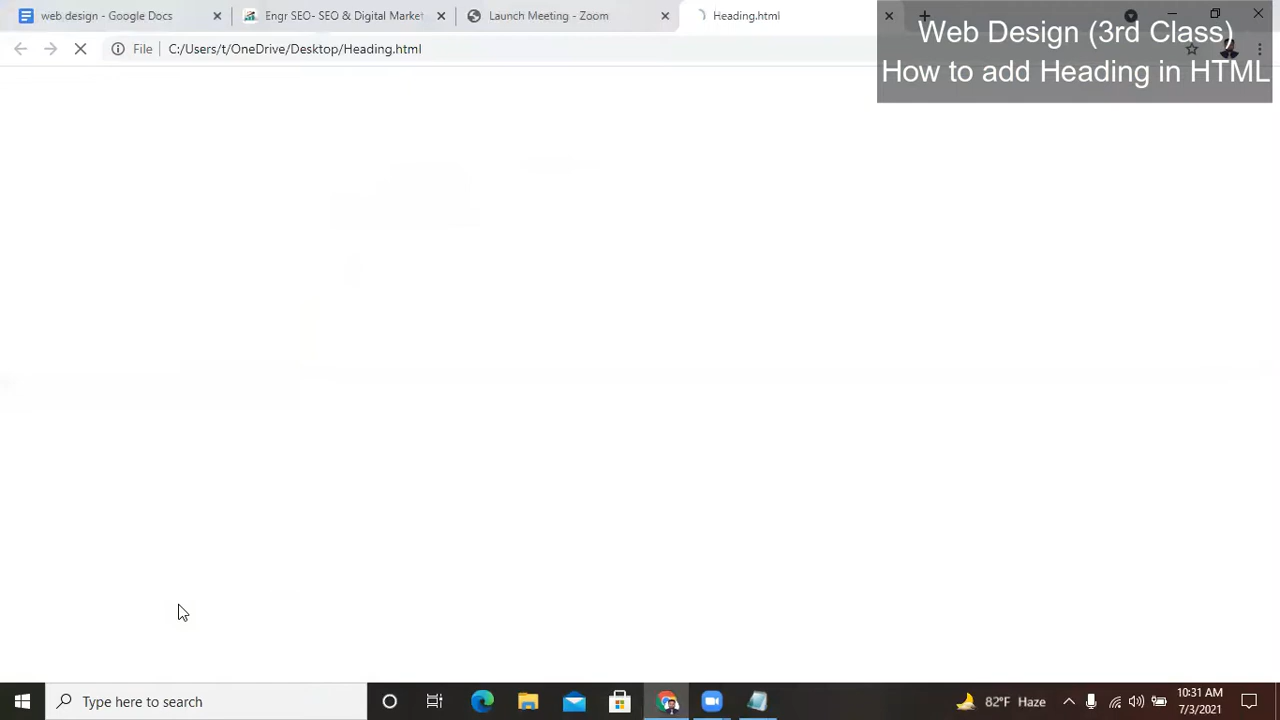 web design - Google Docs
Engr SEO- SEO & Digital Market
Launch Meeting - Zoom
Heading.html
File
C:/Users/t/OneDrive/Desktop/Heading.html
Web Design (3rd Class)
How to add Heading in HTML
Type here to search
82°F Haze
10:31 AM
7/3/2021